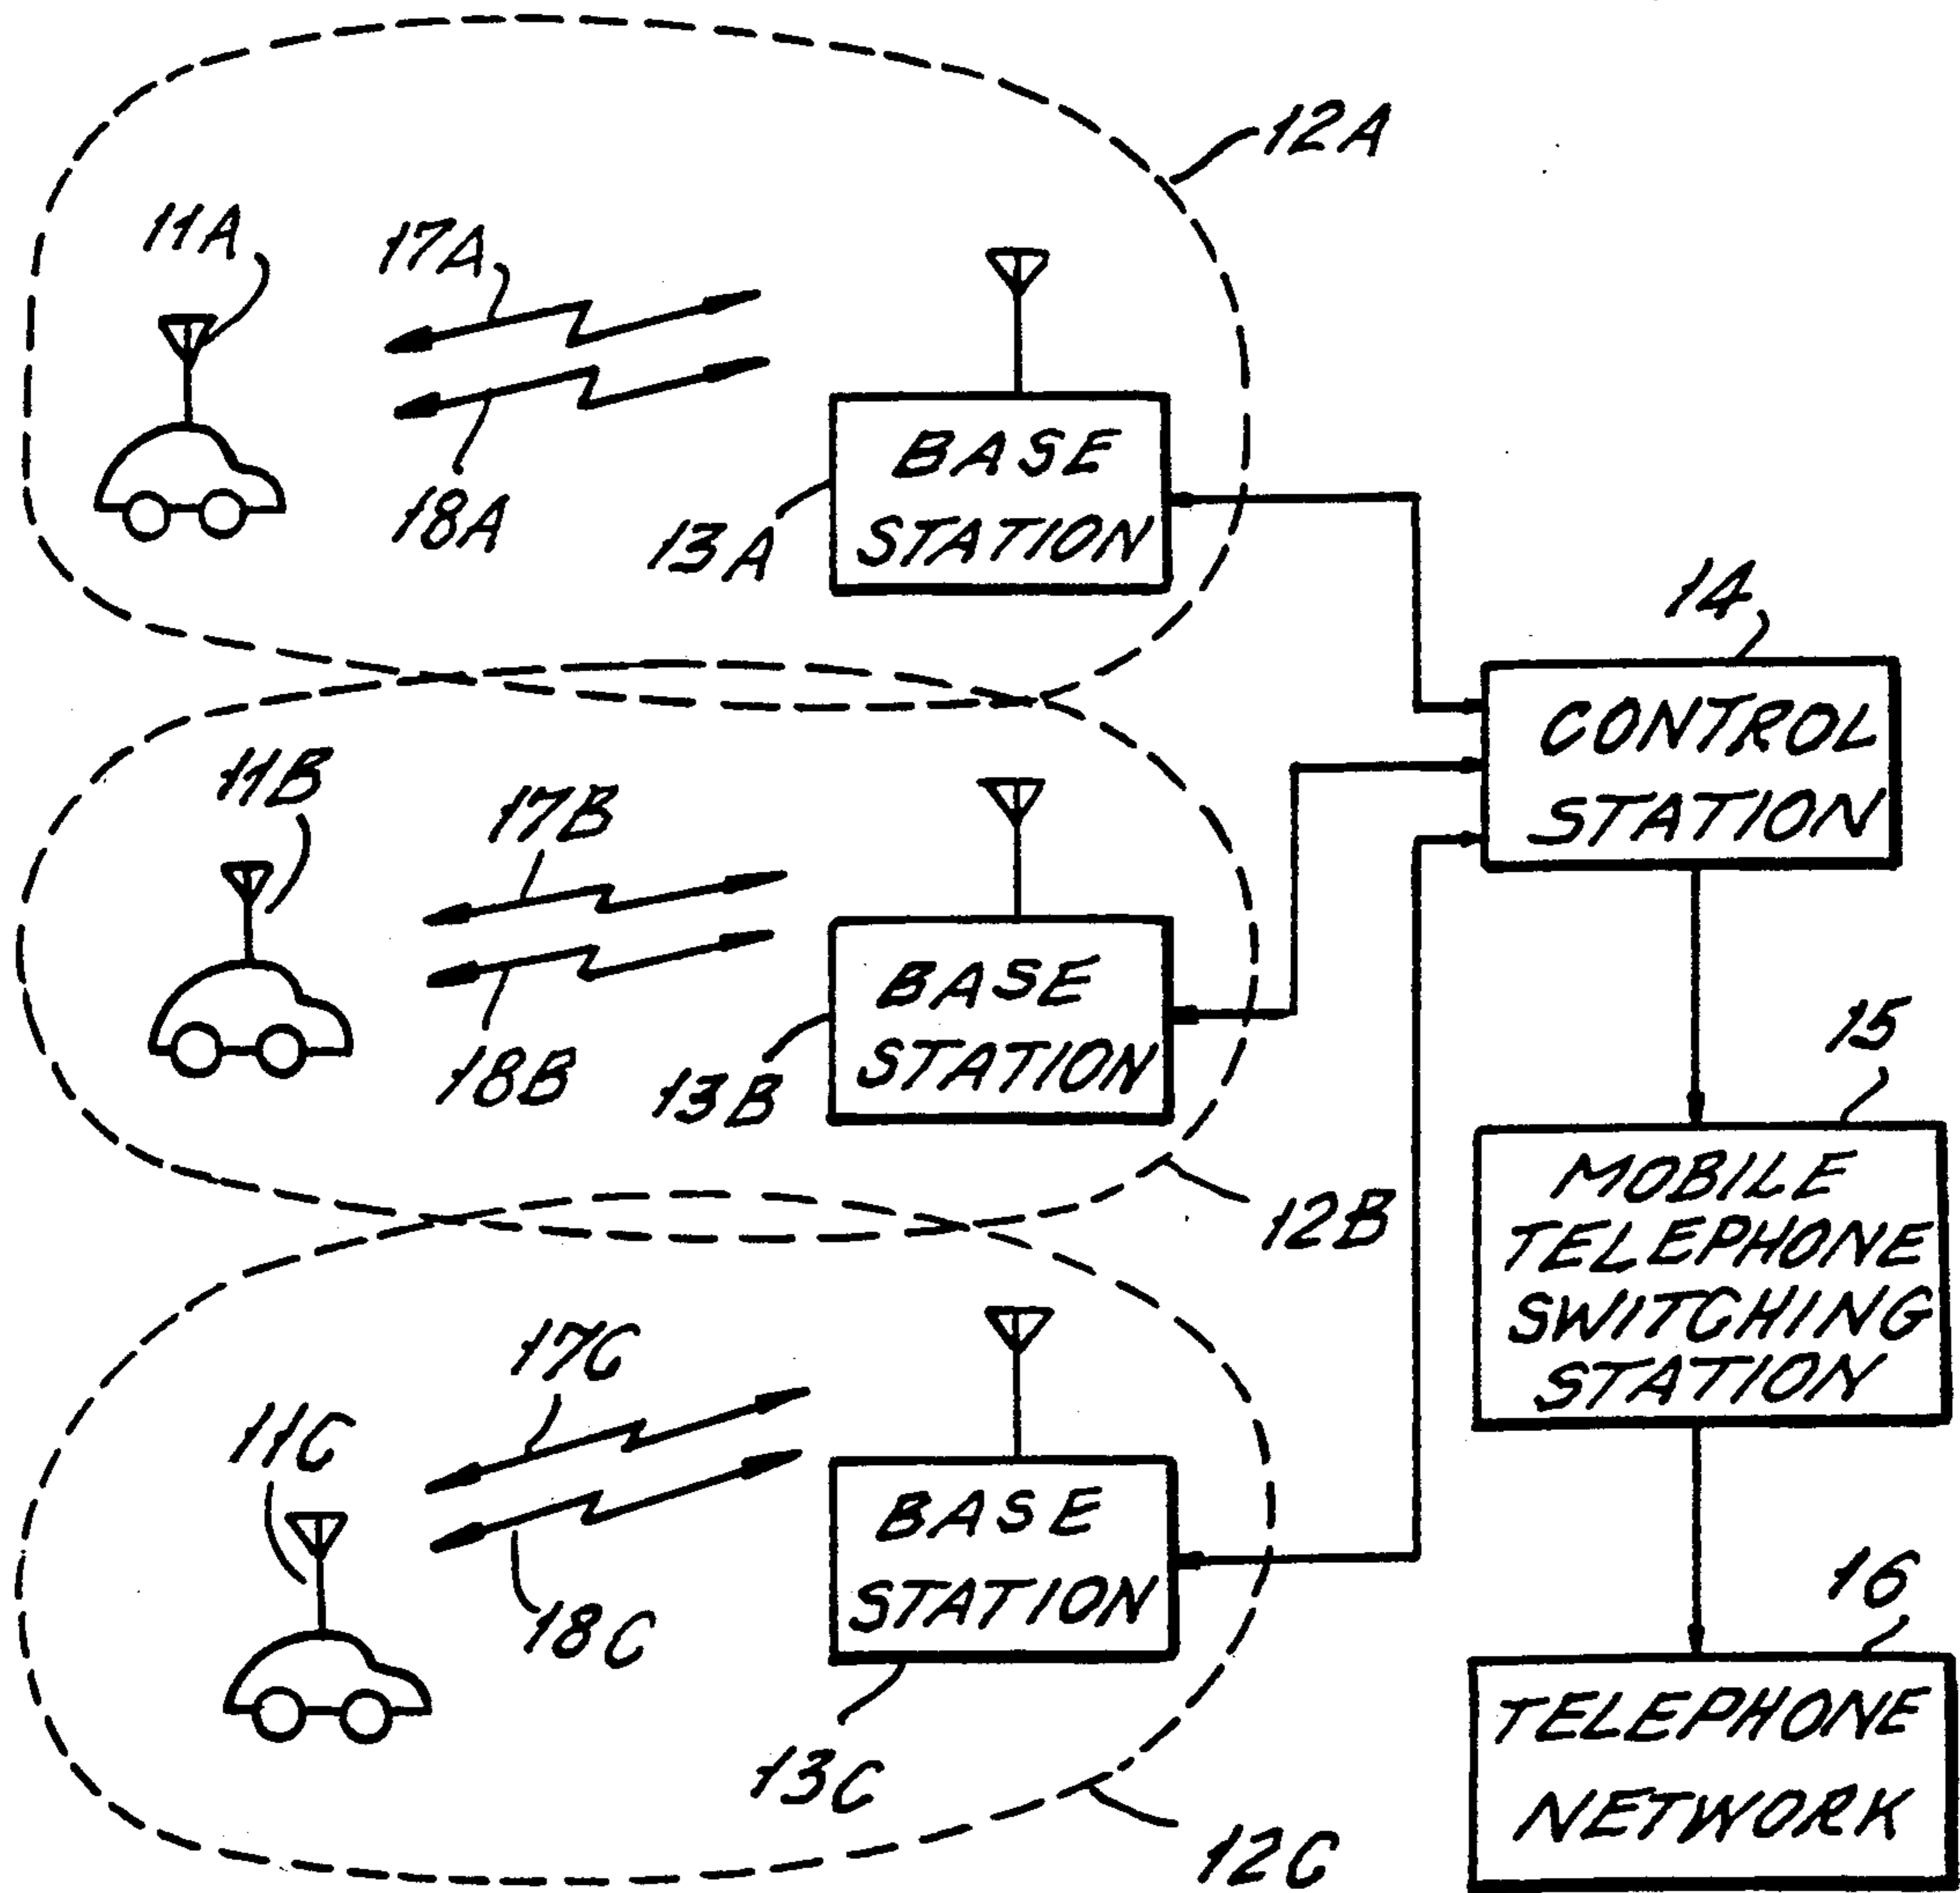 12A
11A
17A
18A
13A
BASE
STATION
14
CONTROL
STATION
11B
17B
18B
13B
BASE
STATION
12B
15
MOBILE
TELEPHONE
SWITCHING
STATION
11C
17C
18C
13C
BASE
STATION
12C
16
TELEPHONE
NETWORK